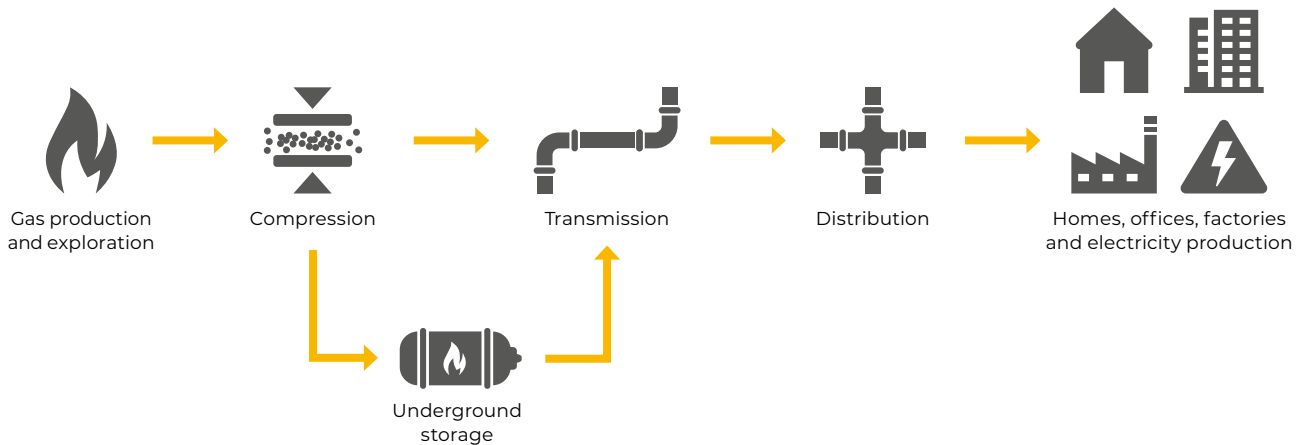 Gas production
and exploration
Compression
Transmission
Distribution
Homes, offices, factories
and electricity production
Underground
storage